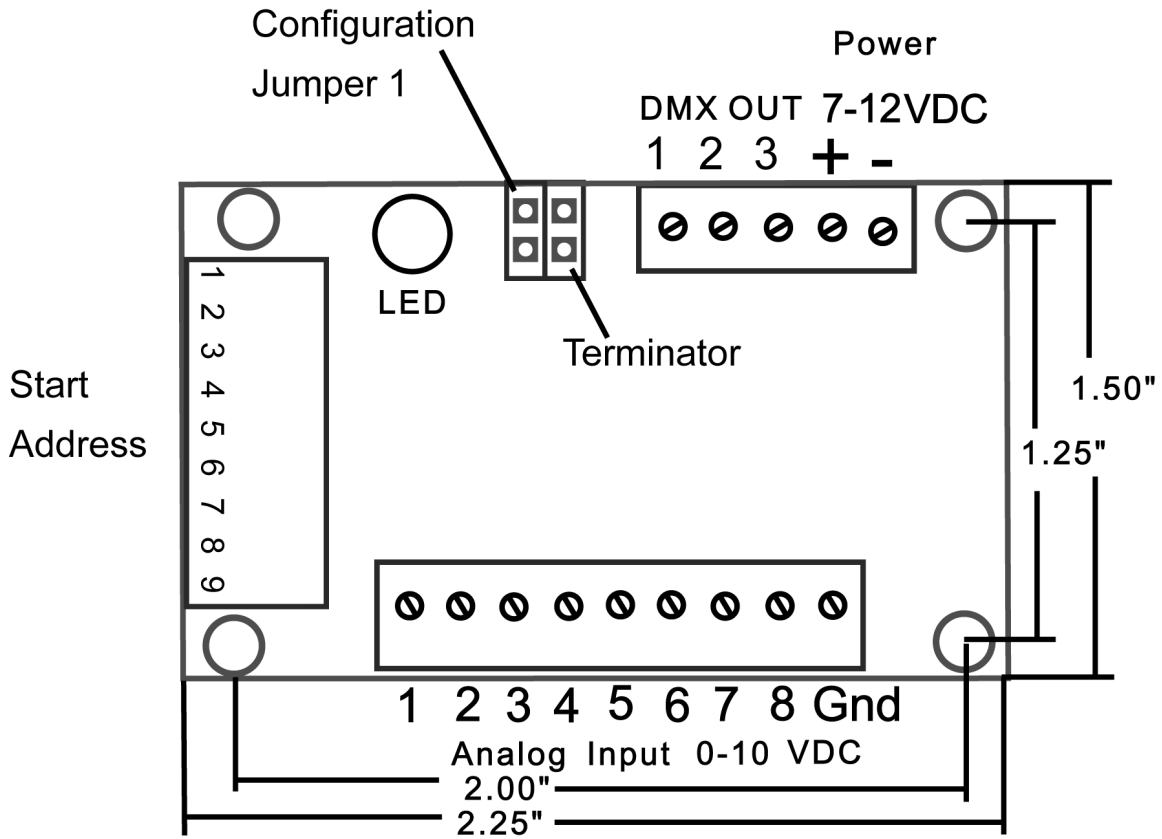 Configuration
Jumper 1
Power
DMX OUT 7-12VDC
1 2 3 + -
LED
Terminator
Start
Address
1
2
3
4
5
6
7
8
9
1.50"
1.25"
1 2 3 4 5 6 7 8 Gnd
Analog Input 0-10 VDC
2.00"
2.25"